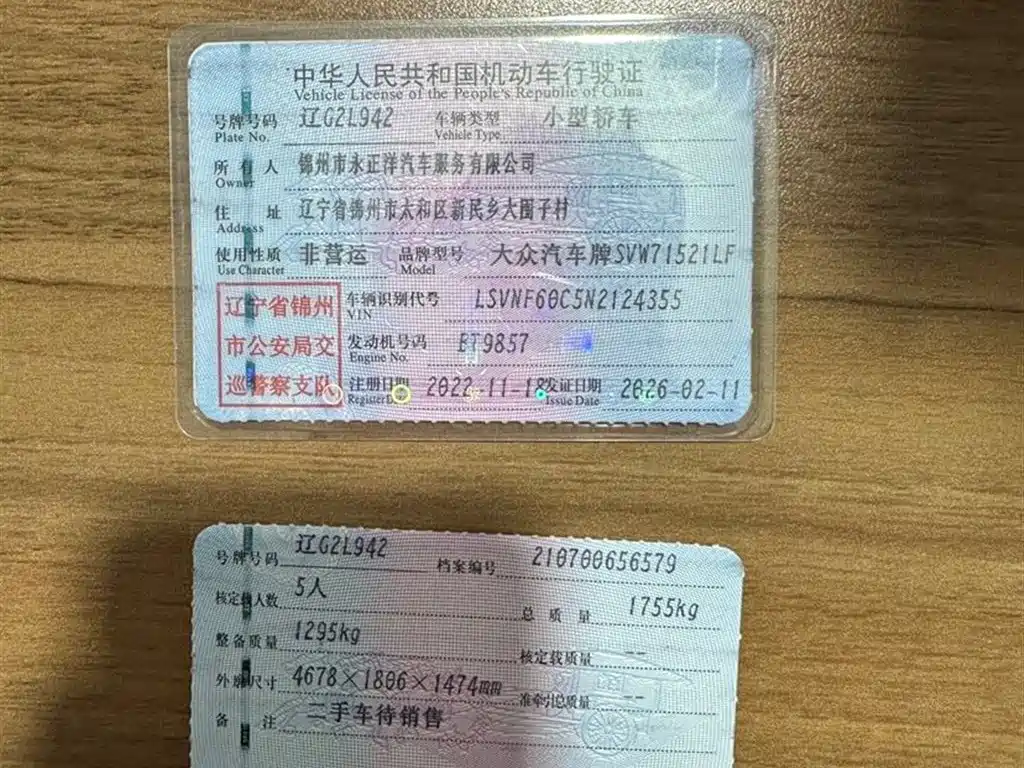 中华人民共和国机动车行驶证
Vehicle License of the People's Republic of China
号牌号码 辽G2L942 车辆类型 小型轿车
Plate No. Vehicle Type
所有人 锦州市永正洋汽车服务有限公司
Owner
住址 辽宁省锦州市太和区新民乡大围子村
Address
使用性质 非营运 品牌型号 大众汽车牌SVW71521LF
Use Character Model
辽宁省锦州
市公安局交
巡警察支队
车辆识别代号 LSVNF60C5N2124355
VIN
发动机号码 ET9857
Engine No.
注册日期 2022-11-18 发证日期 2026-02-11
Register Date Issue Date
号牌号码 辽G2L942 档案编号 210700656579
核定载人数 5人 总质量 1755kg
整备质量 1295kg 核定载质量 --
外廓尺寸 4678×1806×1474mm 准牵引总质量 --
备注 二手车待销售